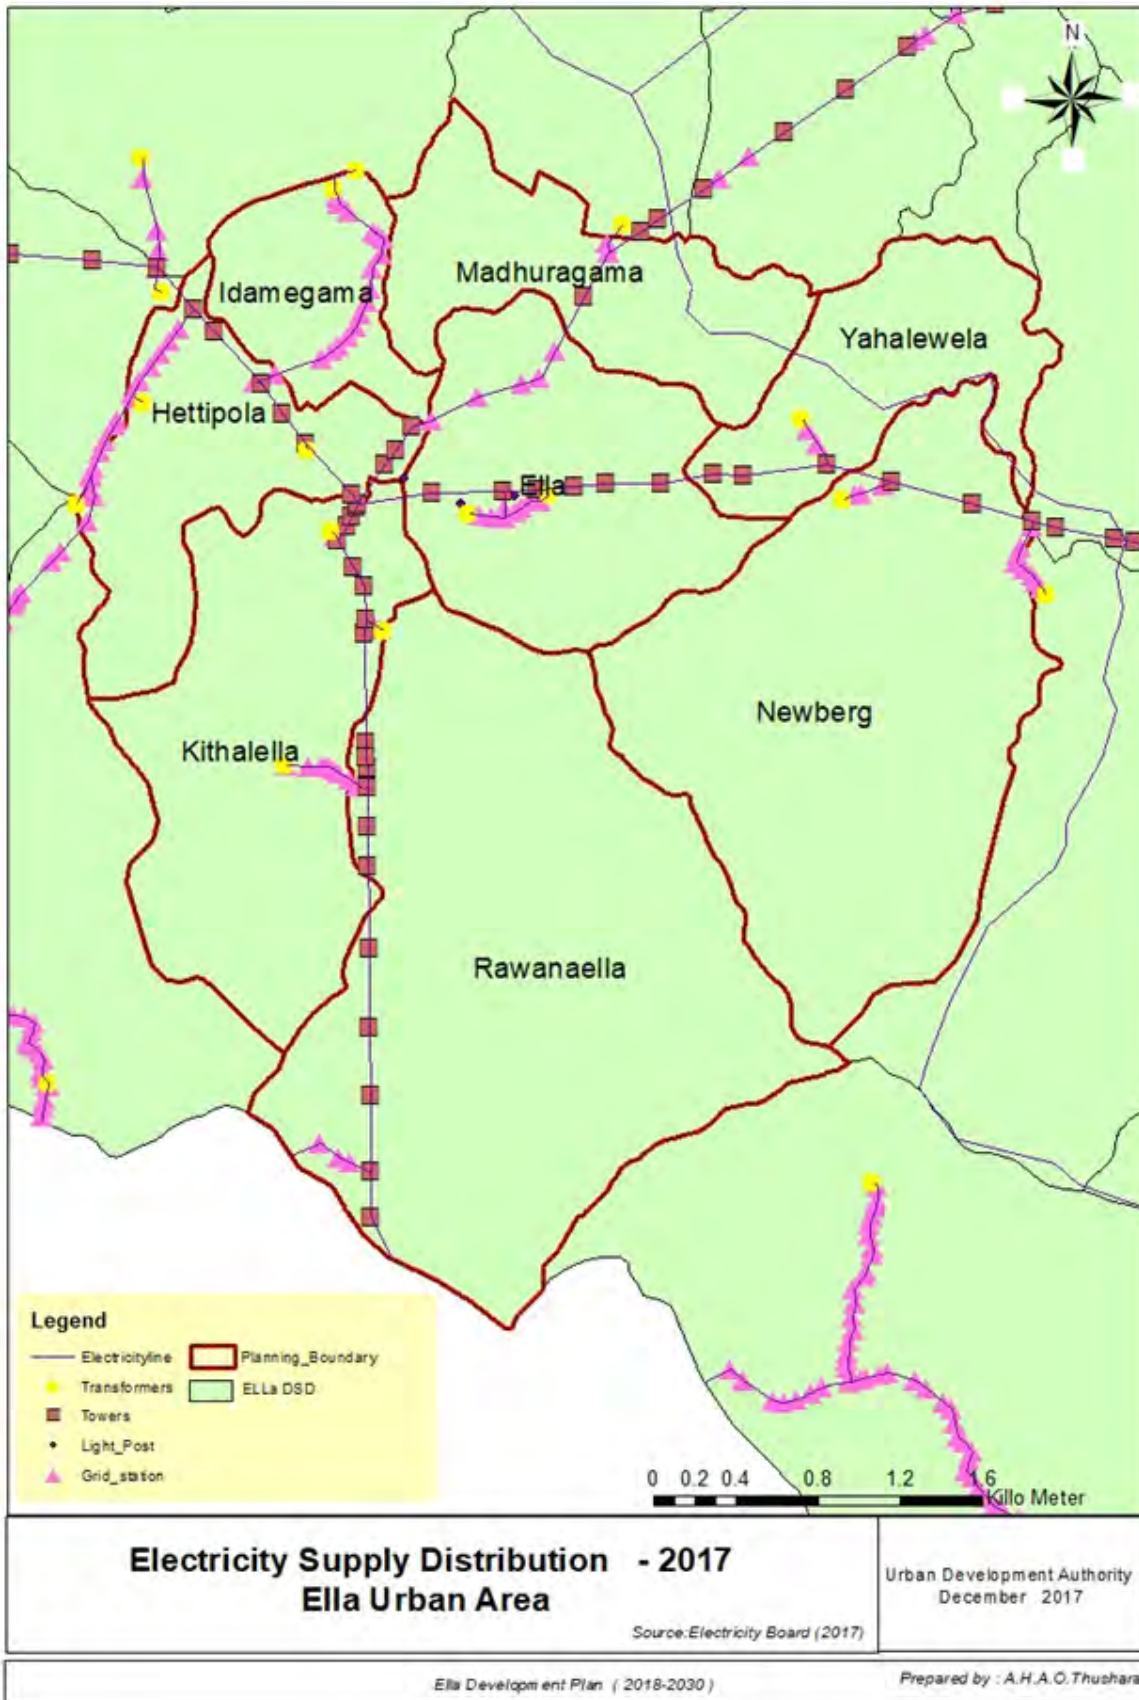 N
Madhuragama
Idamegama
Yahalewela
Hettipola
Ella
Newberg
Kithalella
Rawanaella
Legend
Electricityline
Planning_Boundary
Transformers
ELLa DSD
Towers
Light_Post
Grid_station
0 0.2 0.4 0.8 1.2 1.6
Killo Meter
Electricity Supply Distribution - 2017
Ella Urban Area
Source:Electricity Board (2017)
Urban Development Authority
December 2017
Ella Development Plan ( 2018-2030 )
Prepared by : A.H.A.O.Thushara